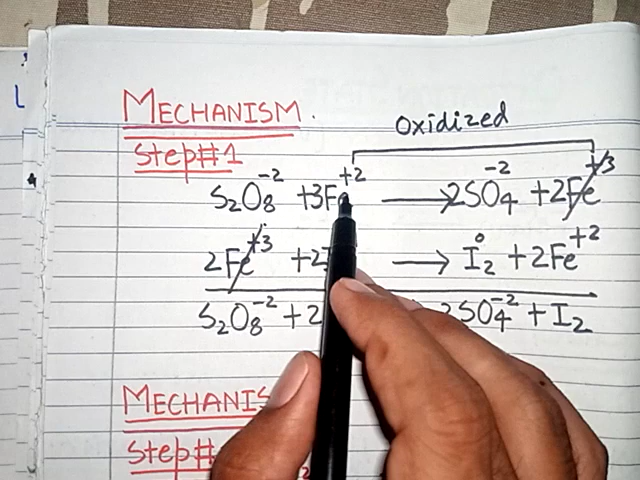 MECHANISM.
Oxidized
Step#1
S₂O₈⁻² +3Fe⁺² → 2SO₄⁻² + 2Fe⁺³
2Fe⁺³ +2 → I₂⁰ + 2Fe⁺²
S₂O₈⁻² + 2 2SO₄⁻² + I₂
MECHANIS
Step#